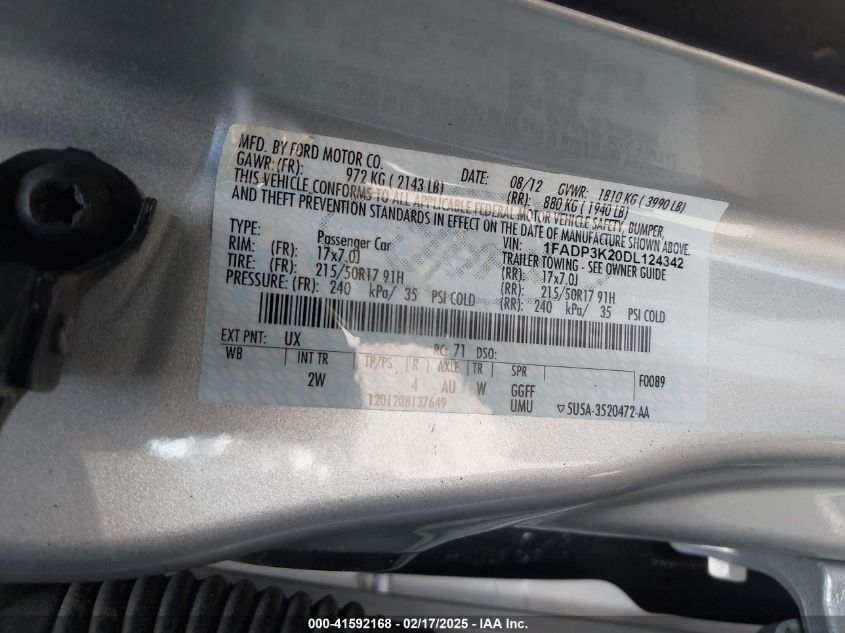 MFD. BY FORD MOTOR CO.
DATE: 08/12 GVWR: 1810 KG ( 3990 LB)
GAWR: (FR): 972 KG ( 2143 LB) (RR): 880 KG ( 1940 LB)
THIS VEHICLE CONFORMS TO ALL APPLICABLE FEDERAL MOTOR VEHICLE SAFETY, BUMPER,
AND THEFT PREVENTION STANDARDS IN EFFECT ON THE DATE OF MANUFACTURE SHOWN ABOVE.
VIN: 1FADP3K20DL124342
TYPE: Passenger Car TRAILER TOWING - SEE OWNER GUIDE
RIM: (FR): 17x7.0J (RR): 17x7.0J
TIRE: (FR): 215/50R17 91H (RR): 215/50R17 91H
PRESSURE: (FR): 240 kPa/ 35 PSI COLD (RR): 240 kPa/ 35 PSI COLD
EXT PNT: UX RC: 71 DSO:
WB INT TR TP/PS R AXLE TR SPR F0089
2W 4 AU W GGFF
1201208137649 UMU ▽5U5A-3520472-AA
000-41592168 - 02/17/2025 - IAAI.com